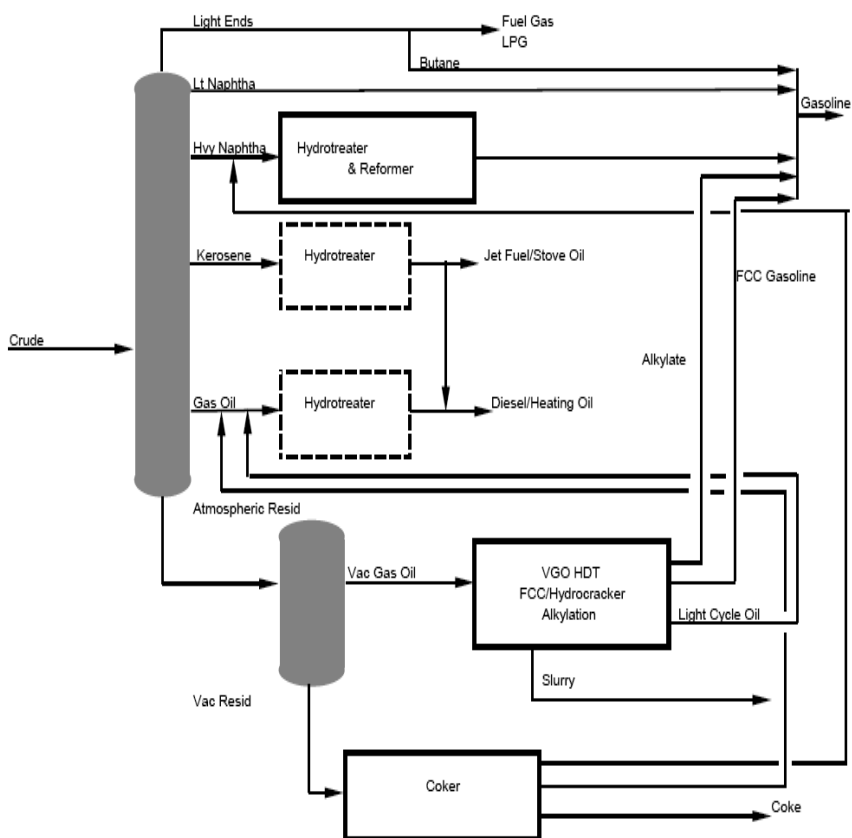 Light Ends
Fuel Gas
LPG
Butane
Lt Naphtha
Gasoline
Hvy Naphtha
Hydrotreater
& Reformer
Kerosene
Hydrotreater
Jet Fuel/Stove Oil
FCC Gasoline
Crude
Alkylate
Gas Oil
Hydrotreater
Diesel/Heating Oil
Atmospheric Resid
Vac Gas Oil
VGO HDT
FCC/Hydrocracker
Alkylation
Light Cycle Oil
Slurry
Vac Resid
Coker
Coke